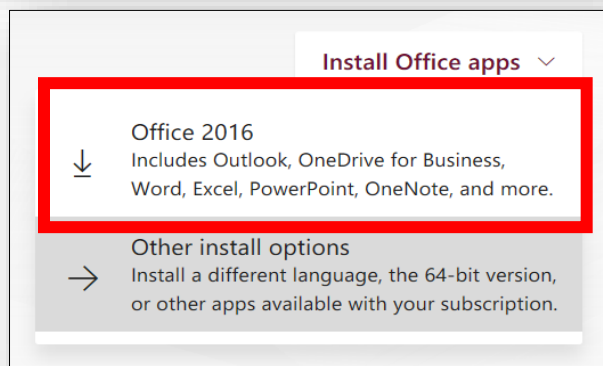 Install Office apps
Office 2016
Includes Outlook, OneDrive for Business,
Word, Excel, PowerPoint, OneNote, and more.
Other install options
Install a different language, the 64-bit version,
or other apps available with your subscription.